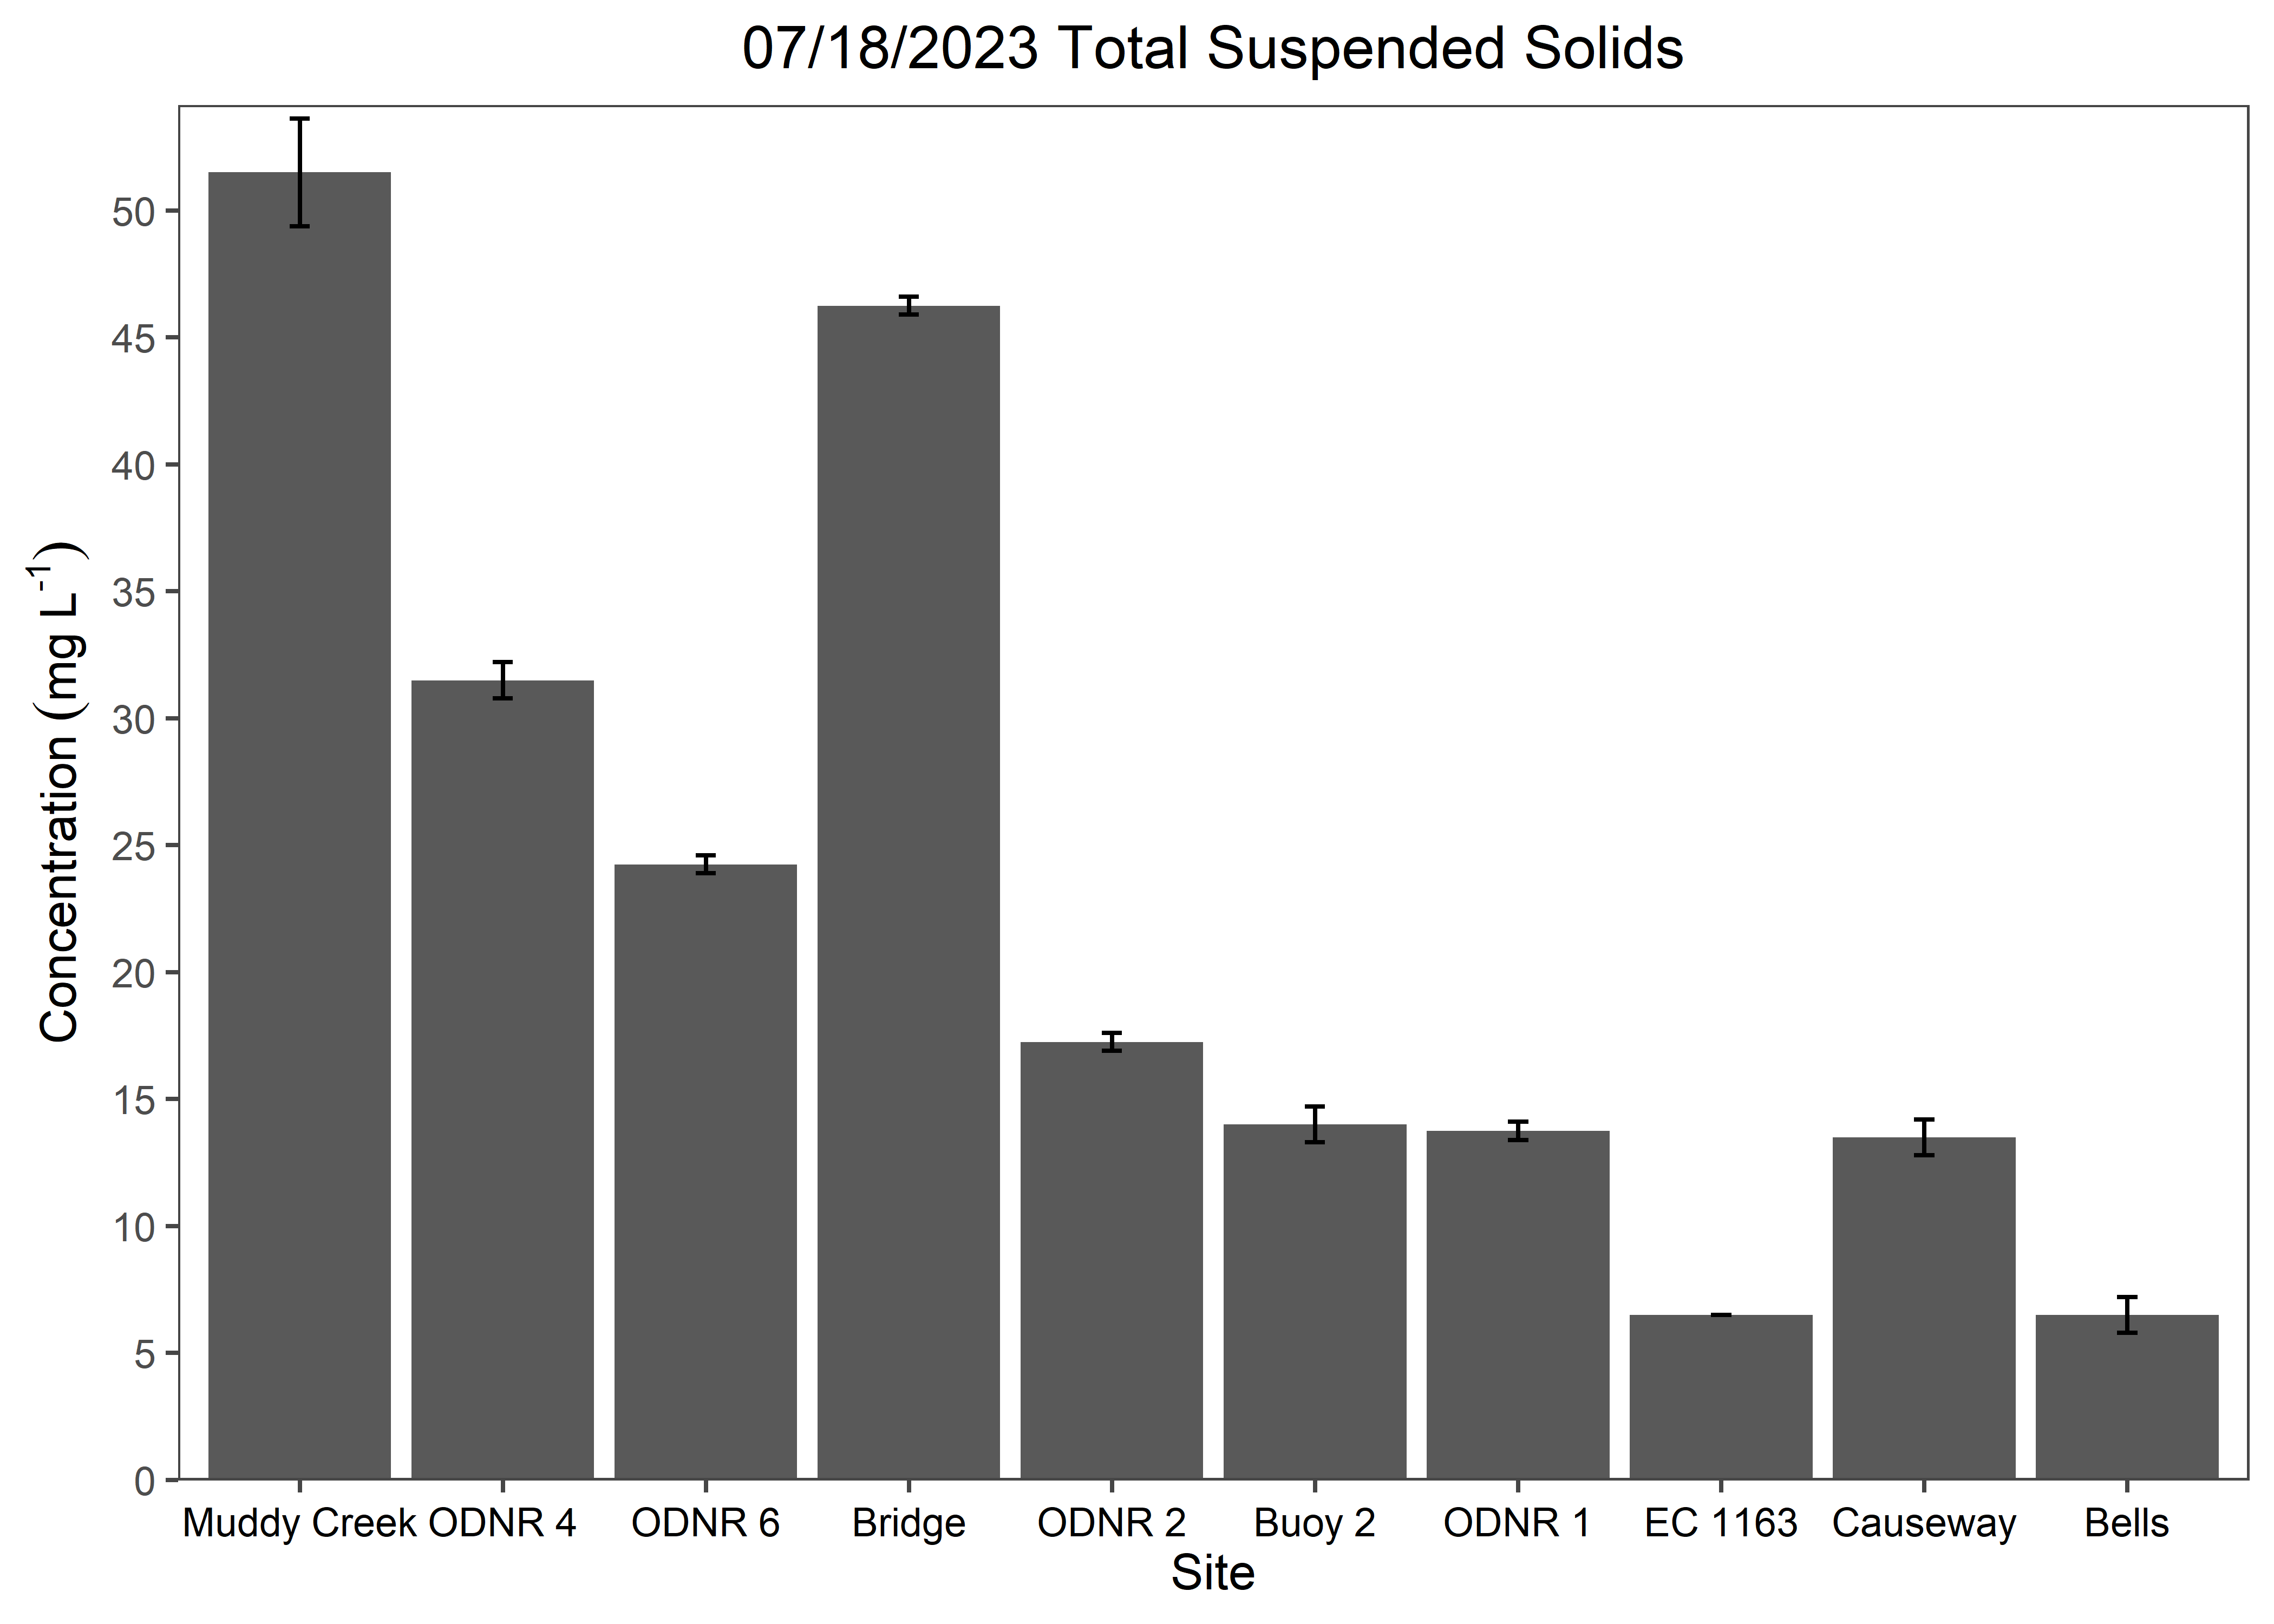 07/18/2023 Total Suspended Solids
Concentration (mg L⁻¹)
50
45
40
35
30
25
20
15
10
5
0
Muddy Creek ODNR 4 ODNR 6 Bridge ODNR 2 Buoy 2 ODNR 1 EC 1163 Causeway Bells
Site